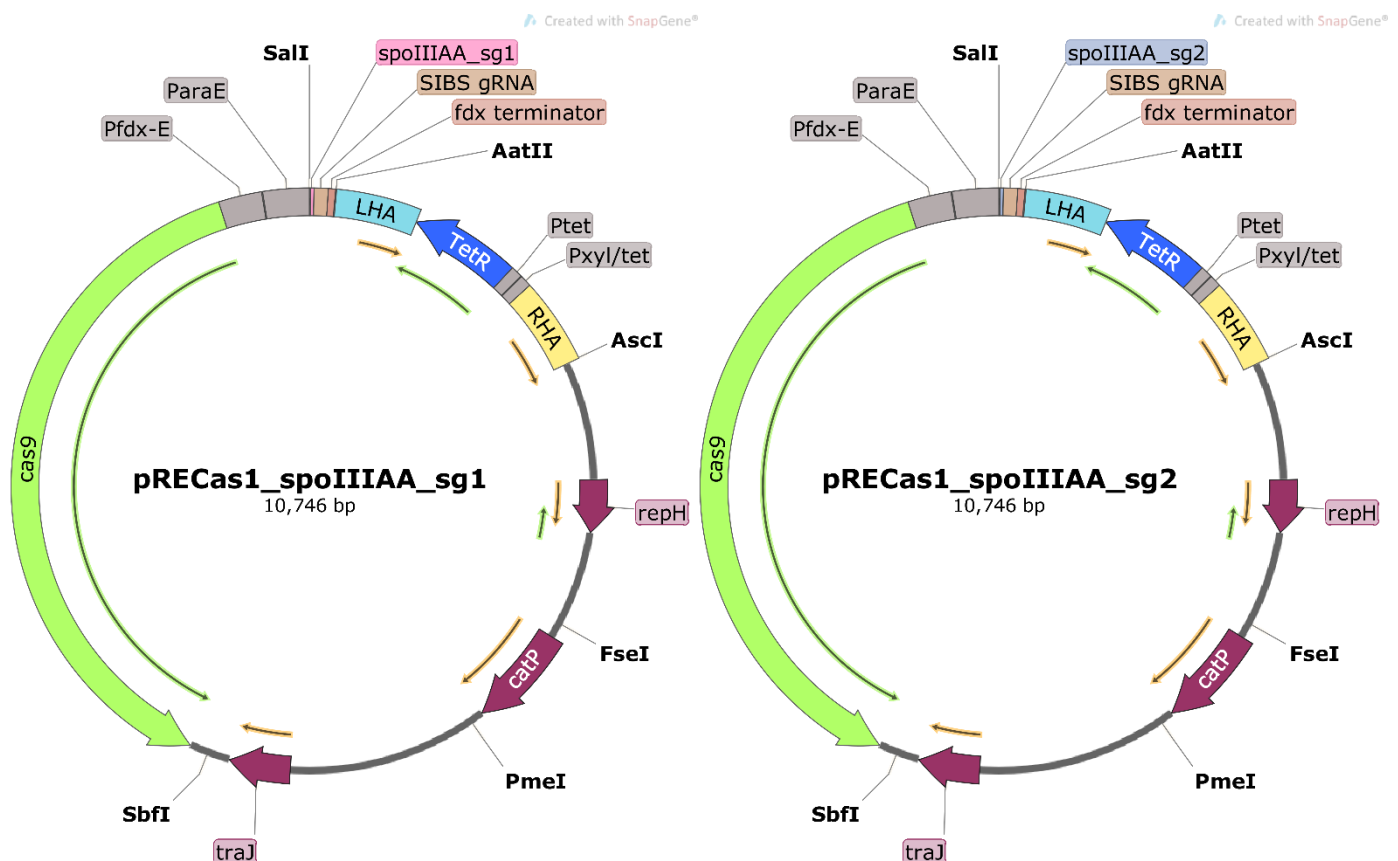 Created with SnapGene®
SalI
spoIIIAA_sg1
SIBS gRNA
fdx terminator
AatII
ParaE
Pfdx-E
LHA
TetR
Ptet
Pxyl/tet
RHA
AscI
cas9
pRECas1_spoIIIAA_sg1
10,746 bp
repH
FseI
catP
PmeI
SbfI
traJ
Created with SnapGene®
SalI
spoIIIAA_sg2
SIBS gRNA
fdx terminator
AatII
ParaE
Pfdx-E
LHA
TetR
Ptet
Pxyl/tet
RHA
AscI
cas9
pRECas1_spoIIIAA_sg2
10,746 bp
repH
FseI
catP
PmeI
SbfI
traJ